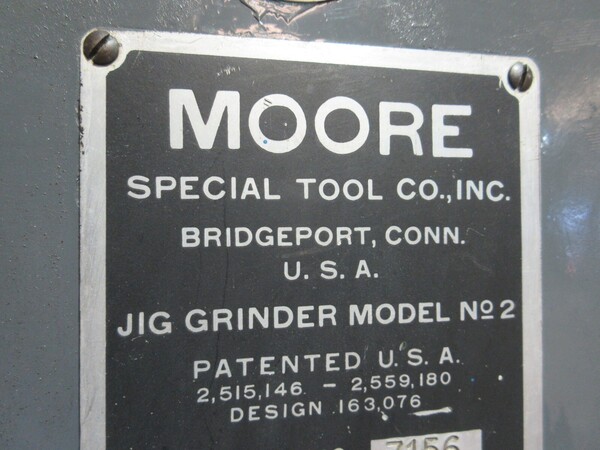 MOORE
SPECIAL TOOL CO., INC.
BRIDGEPORT, CONN.
U. S. A.
JIG GRINDER MODEL Nº 2
PATENTED U. S. A.
2,515,146 - 2,559,180
DESIGN 163,076
7156